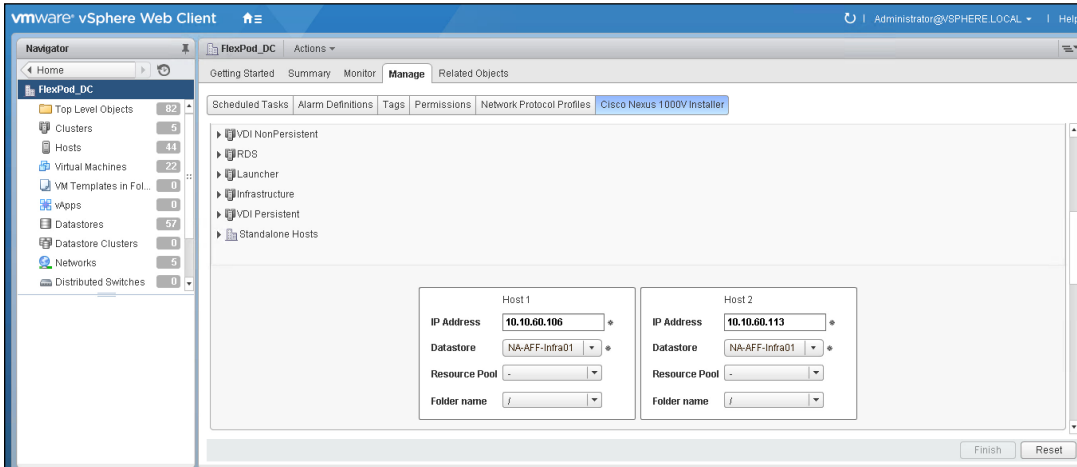 vmware® vSphere Web Client
Administrator@VSPHERE.LOCAL
Help
Navigator
Home
FlexPod_DC
Top Level Objects 82
Clusters 5
Hosts 44
Virtual Machines 22
VM Templates in Fol... 0
vApps 0
Datastores 57
Datastore Clusters 0
Networks 5
Distributed Switches 0
FlexPod_DC Actions
Getting Started Summary Monitor Manage Related Objects
Scheduled Tasks Alarm Definitions Tags Permissions Network Protocol Profiles Cisco Nexus 1000V Installer
VDI NonPersistent
RDS
Launcher
Infrastructure
VDI Persistent
Standalone Hosts
Host 1
IP Address 10.10.60.106 *
Datastore NA-AFF-Infra01 *
Resource Pool -
Folder name /
Host 2
IP Address 10.10.60.113 *
Datastore NA-AFF-Infra01 *
Resource Pool -
Folder name /
Finish Reset